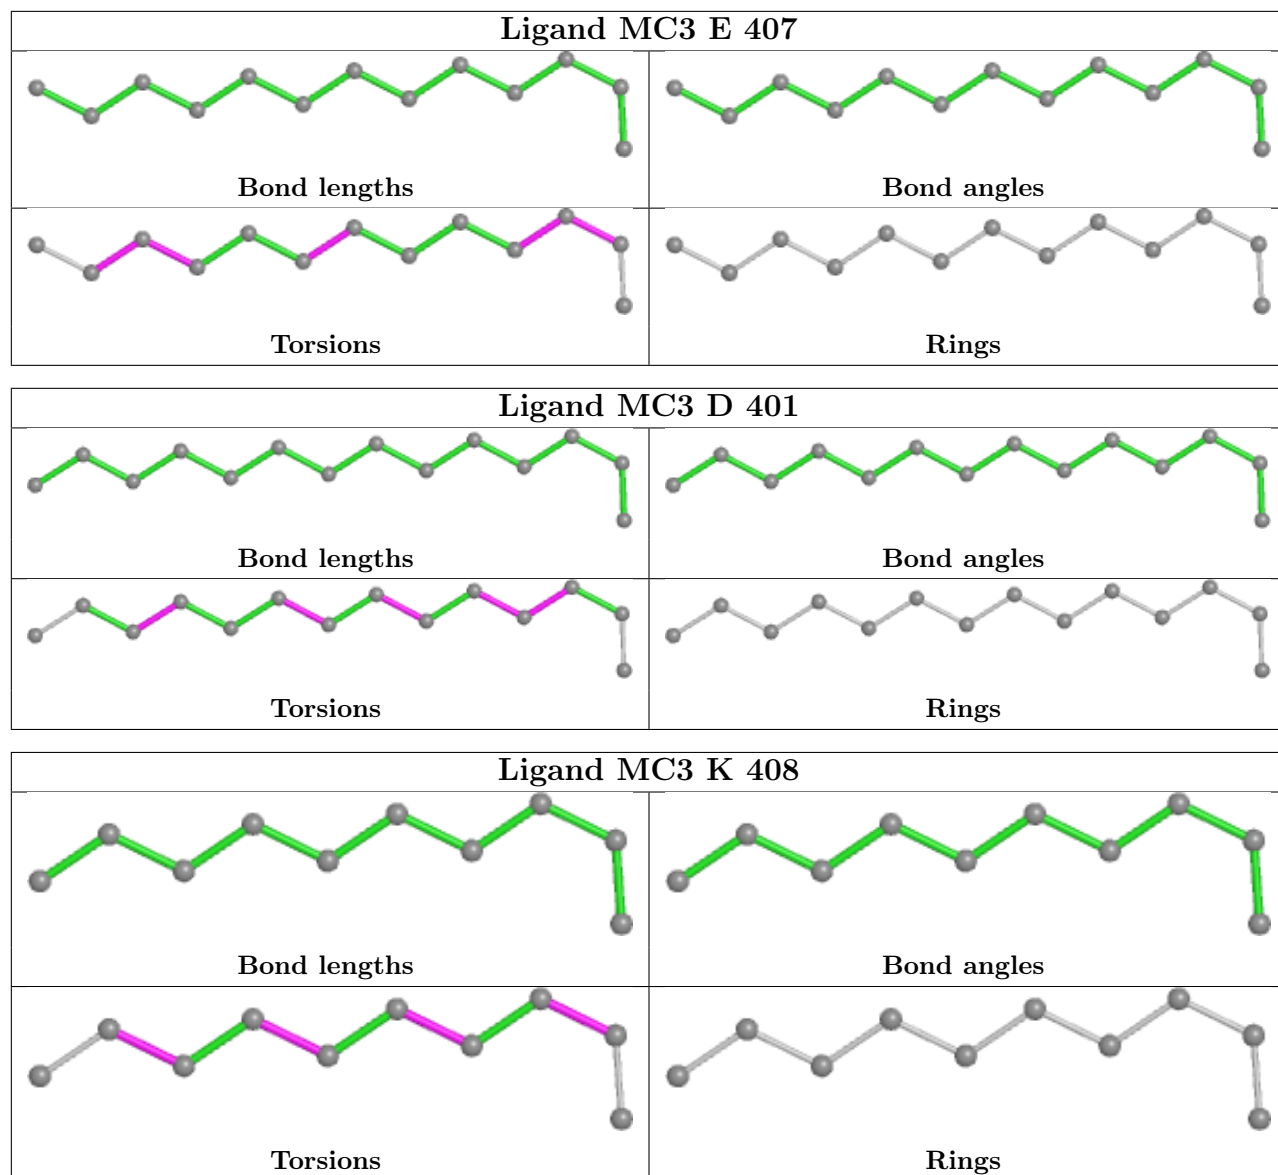 Ligand MC3 E 407
Bond lengths
Bond angles
Torsions
Rings
Ligand MC3 D 401
Bond lengths
Bond angles
Torsions
Rings
Ligand MC3 K 408
Bond lengths
Bond angles
Torsions
Rings